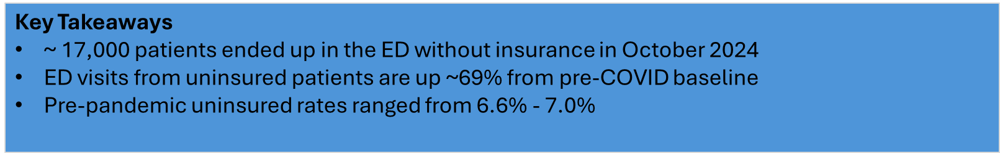 Key Takeaways
• ~ 17,000 patients ended up in the ED without insurance in October 2024
• ED visits from uninsured patients are up ~69% from pre-COVID baseline
• Pre-pandemic uninsured rates ranged from 6.6% - 7.0%